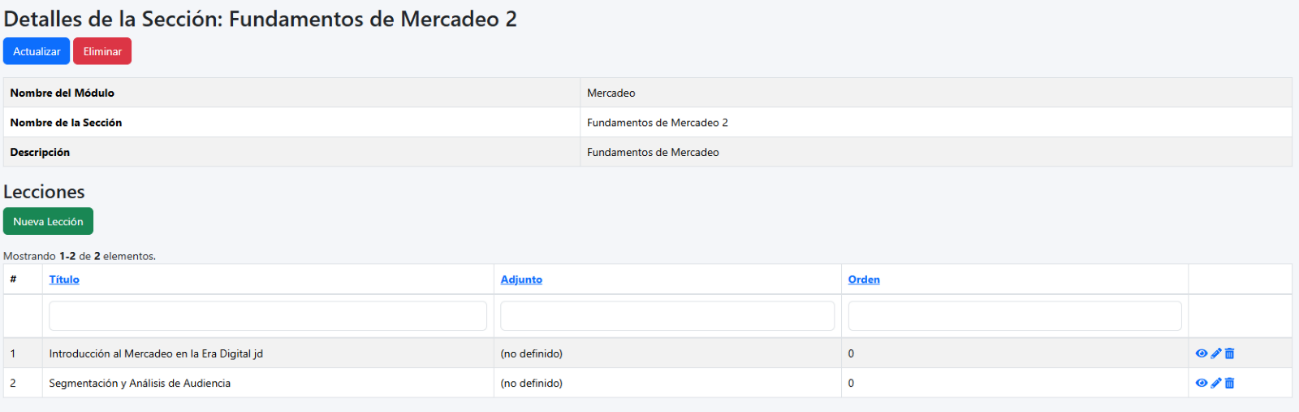 Detalles de la Sección: Fundamentos de Mercadeo 2
Actualizar Eliminar
Nombre del Módulo Mercadeo
Nombre de la Sección Fundamentos de Mercadeo 2
Descripción Fundamentos de Mercadeo
Lecciones
Nueva Lección
Mostrando 1-2 de 2 elementos.
# Título Adjunto Orden
1 Introducción al Mercadeo en la Era Digital jd (no definido) 0
2 Segmentación y Análisis de Audiencia (no definido) 0